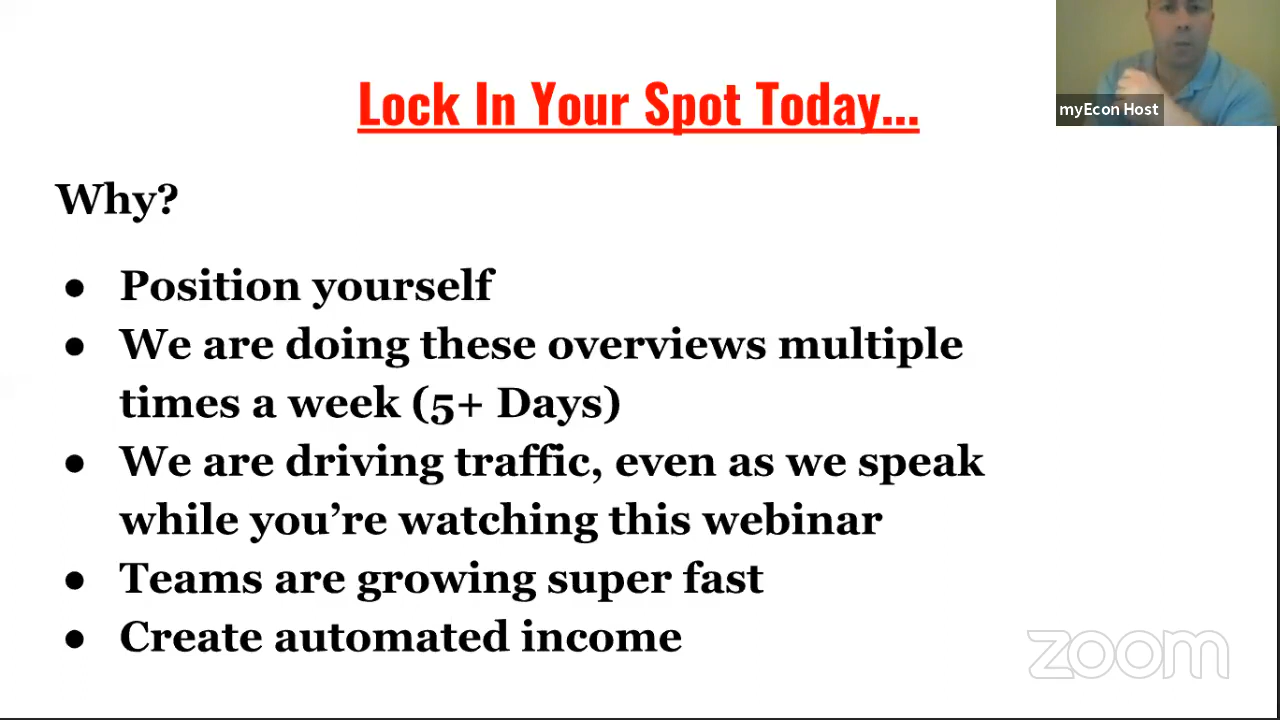 Lock In Your Spot Today...
myEcon Host
Why?
● Position yourself
● We are doing these overviews multiple
times a week (5+ Days)
● We are driving traffic, even as we speak
while you’re watching this webinar
● Teams are growing super fast
● Create automated income
zoom